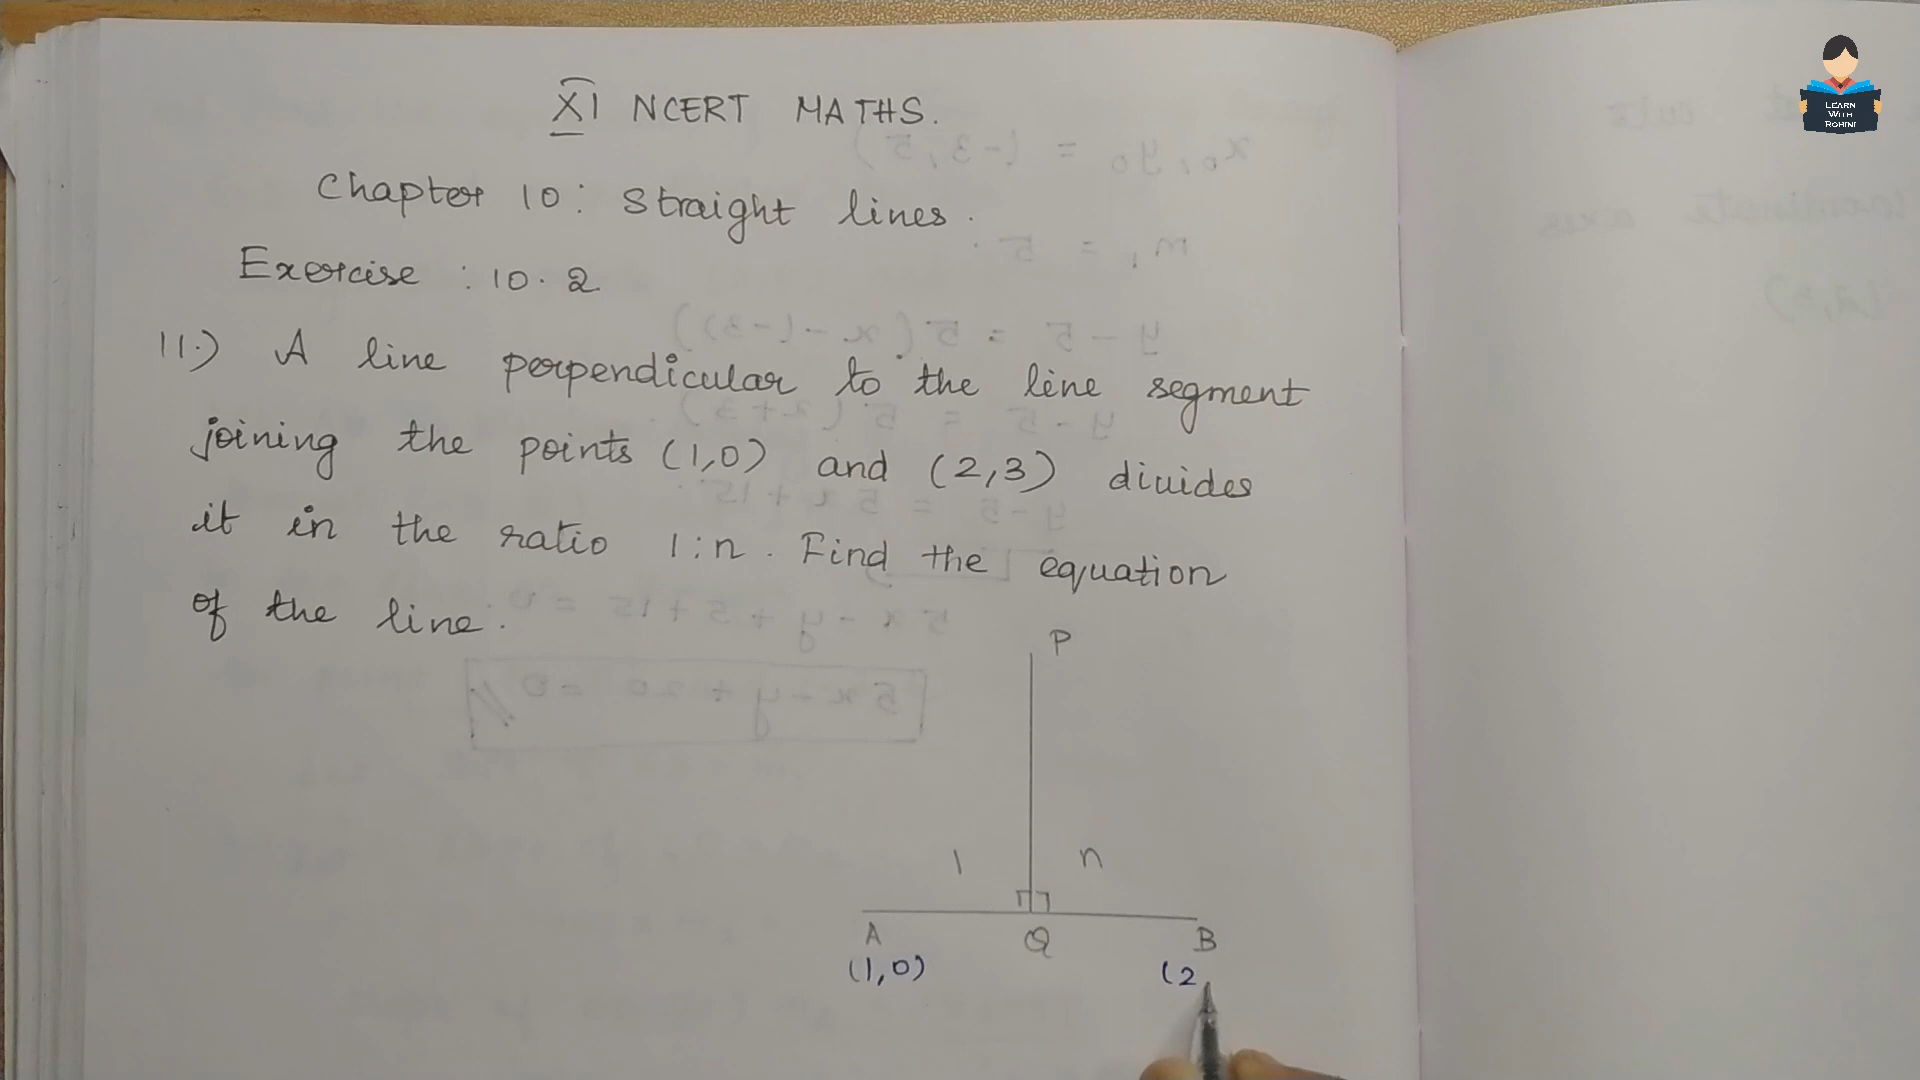 XI NCERT MATHS.
Chapter 10: Straight lines.
Exercise : 10.2
11.) A line perpendicular to the line segment
joining the points (1,0) and (2,3) divides
it in the ratio 1:n. Find the equation
of the line.
P
1 n
A Q B
(1,0) (2,
LEARN
WITH
ROHINI